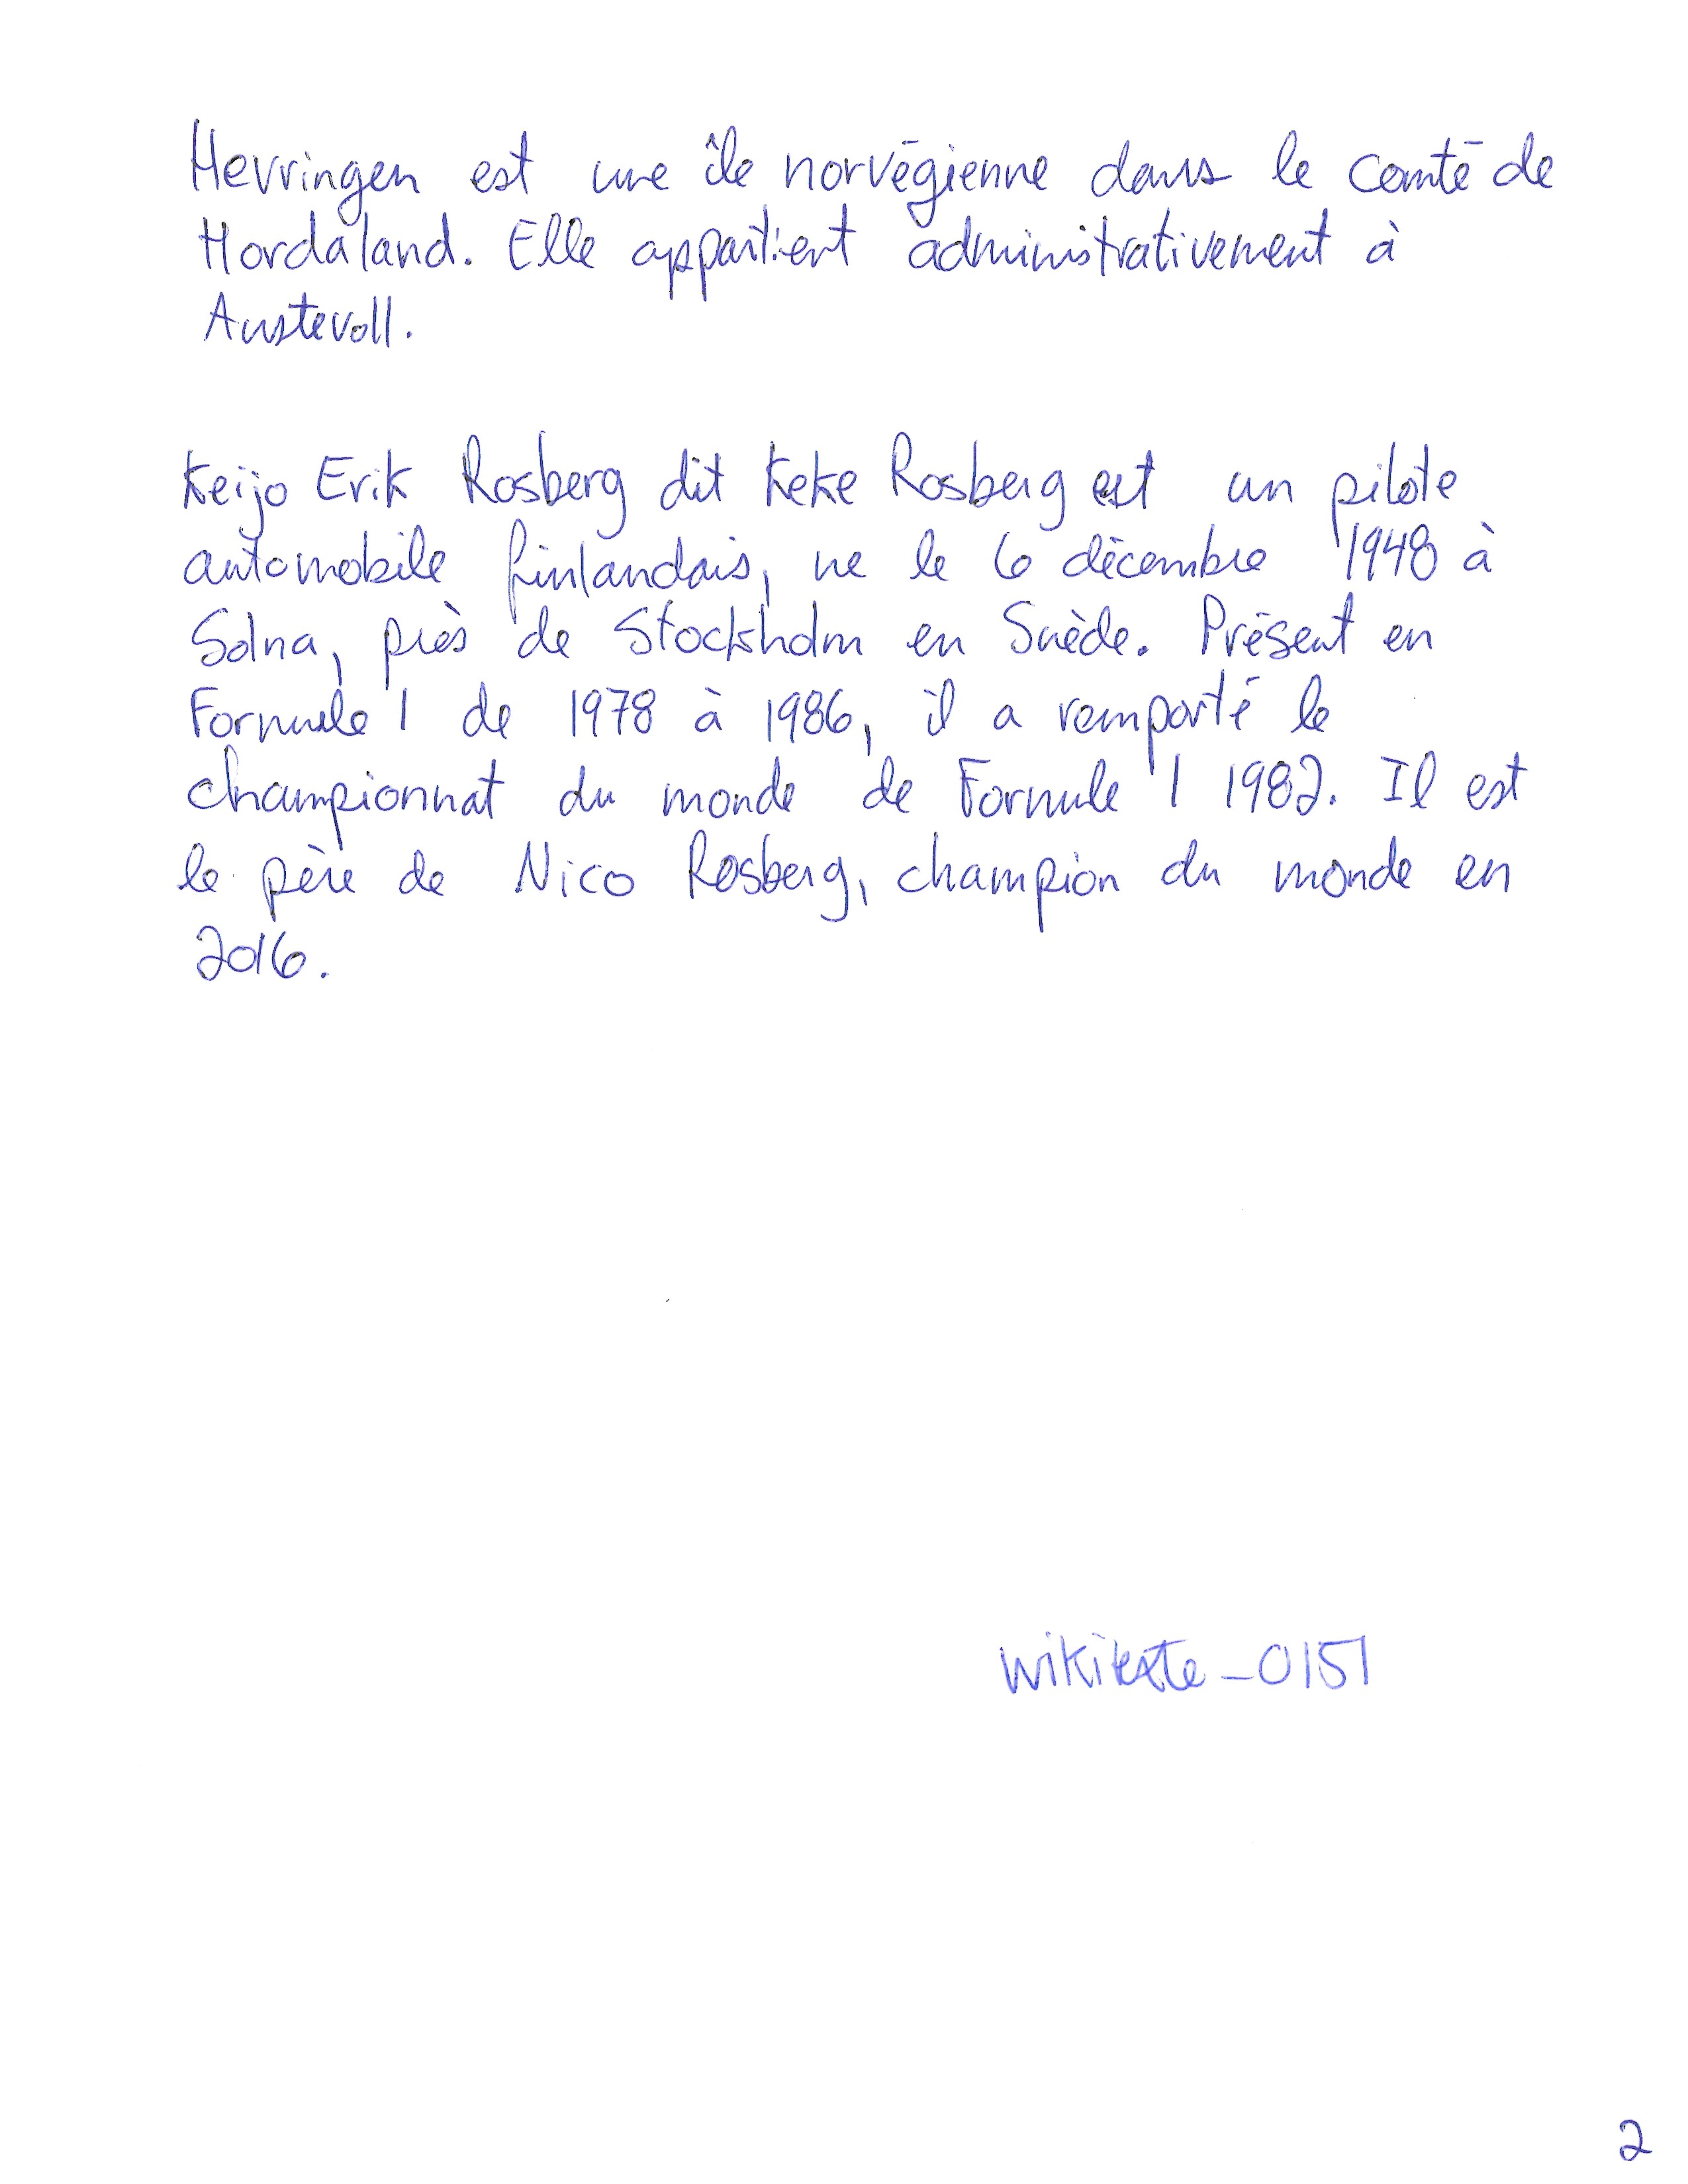 Hevringen est une île norvégienne dans le comté de
Hordaland. Elle appartient administrativement à
Austevoll.
Keijo Erik Rosberg dit Keke Rosberg est un pilote
automobile finlandais, ne le 6 décembre 1948 à
Solna, près de Stockholm en Suède. Présent en
Formule 1 de 1978 à 1986, il a remporté le
championnat du monde de Formule 1 1982. Il est
le père de Nico Rosberg, champion du monde en
2016.
wikitexte_0151
2